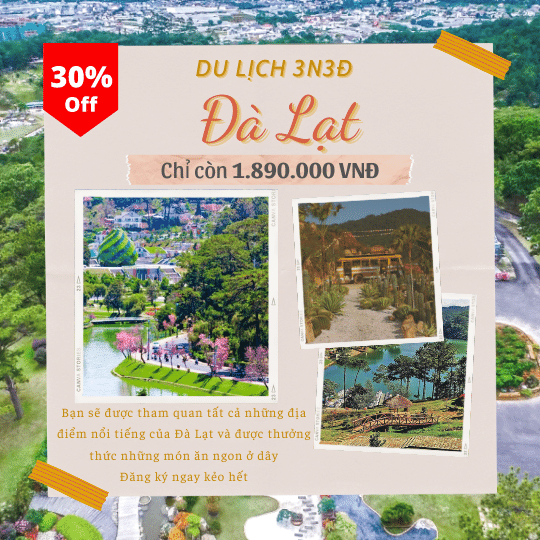 30%
Off
DU LỊCH 3N3Đ
Đà Lạt
Chỉ còn 1.890.000 VNĐ
Bạn sẽ được tham quan tất cả những địa
điểm nổi tiếng của Đà Lạt và được thưởng
thức những món ăn ngon ở dây
Đăng ký ngay kẻo hết